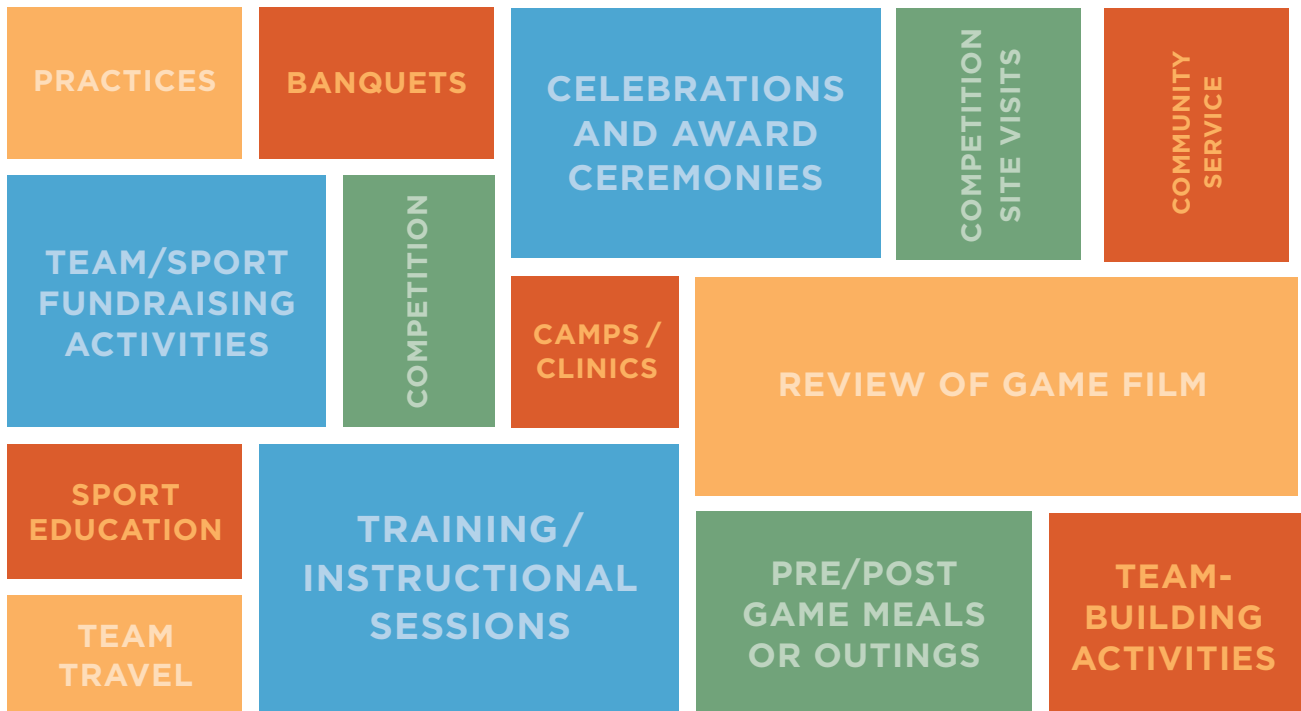 PRACTICES
BANQUETS
CELEBRATIONS
AND AWARD
CEREMONIES
COMPETITION
SITE VISITS
COMMUNITY
SERVICE
TEAM/SPORT
FUNDRAISING
ACTIVITIES
COMPETITION
CAMPS /
CLINICS
REVIEW OF GAME FILM
SPORT
EDUCATION
TRAINING /
INSTRUCTIONAL
SESSIONS
PRE/POST
GAME MEALS
OR OUTINGS
TEAM-
BUILDING
ACTIVITIES
TEAM
TRAVEL